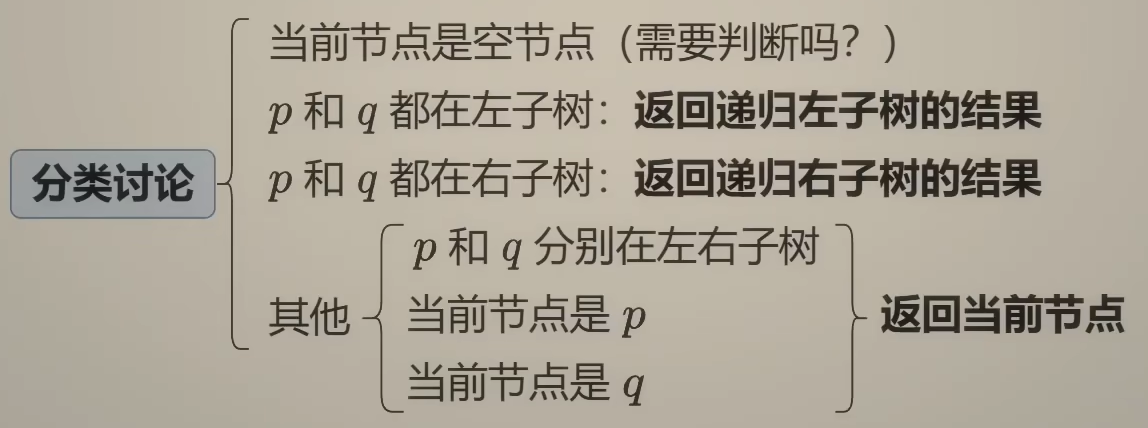 当前节点是空节点（需要判断吗？）
p 和 q 都在左子树：返回递归左子树的结果
分类讨论
p 和 q 都在右子树：返回递归右子树的结果
p 和 q 分别在左右子树
其他
当前节点是 p
返回当前节点
当前节点是 q